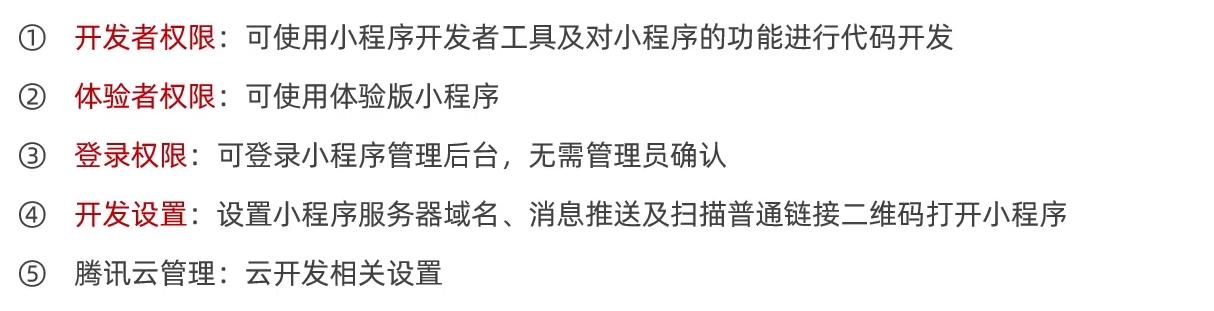 ① 开发者权限：可使用小程序开发者工具及对小程序的功能进行代码开发
② 体验者权限：可使用体验版小程序
③ 登录权限：可登录小程序管理后台，无需管理员确认
④ 开发设置：设置小程序服务器域名、消息推送及扫描普通链接二维码打开小程序
⑤ 腾讯云管理：云开发相关设置